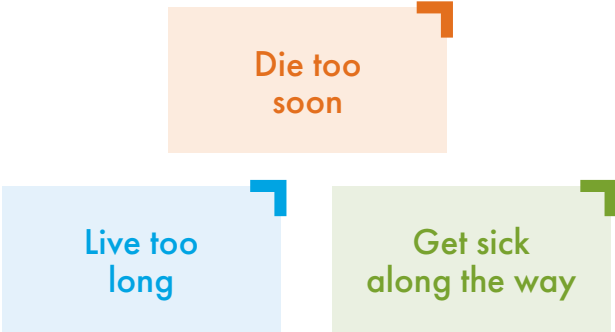 Die too
soon
Live too
long
Get sick
along the way